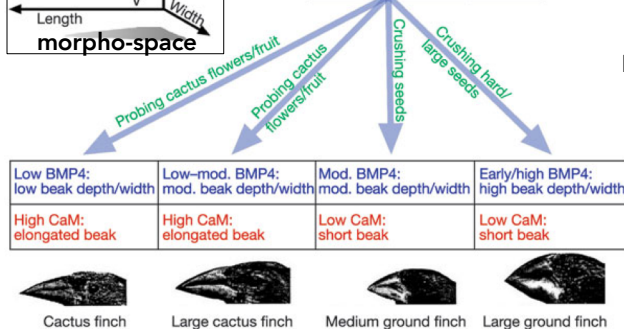 Length
Width
morpho-space
Probing cactus flowers/fruit
Probing cactus
flowers/fruit
Crushing seeds
Crushing hard/
large seeds
Low BMP4:
low beak depth/width
Low–mod. BMP4:
mod. beak depth/width
Mod. BMP4:
mod. beak depth/width
Early/high BMP4:
high beak depth/width
High CaM:
elongated beak
High CaM:
elongated beak
Low CaM:
short beak
Low CaM:
short beak
Cactus finch
Large cactus finch
Medium ground finch
Large ground finch